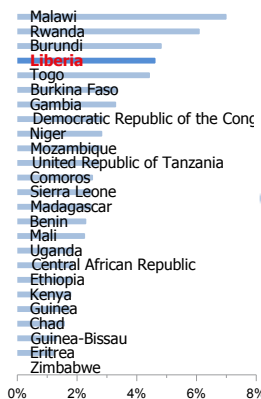 Malawi
Rwanda
Burundi
Liberia
Togo
Burkina Faso
Gambia
Democratic Republic of the Cong
Niger
Mozambique
United Republic of Tanzania
Comoros
Sierra Leone
Madagascar
Benin
Mali
Uganda
Central African Republic
Ethiopia
Kenya
Guinea
Chad
Guinea-Bissau
Eritrea
Zimbabwe
0% 2% 4% 6% 8%